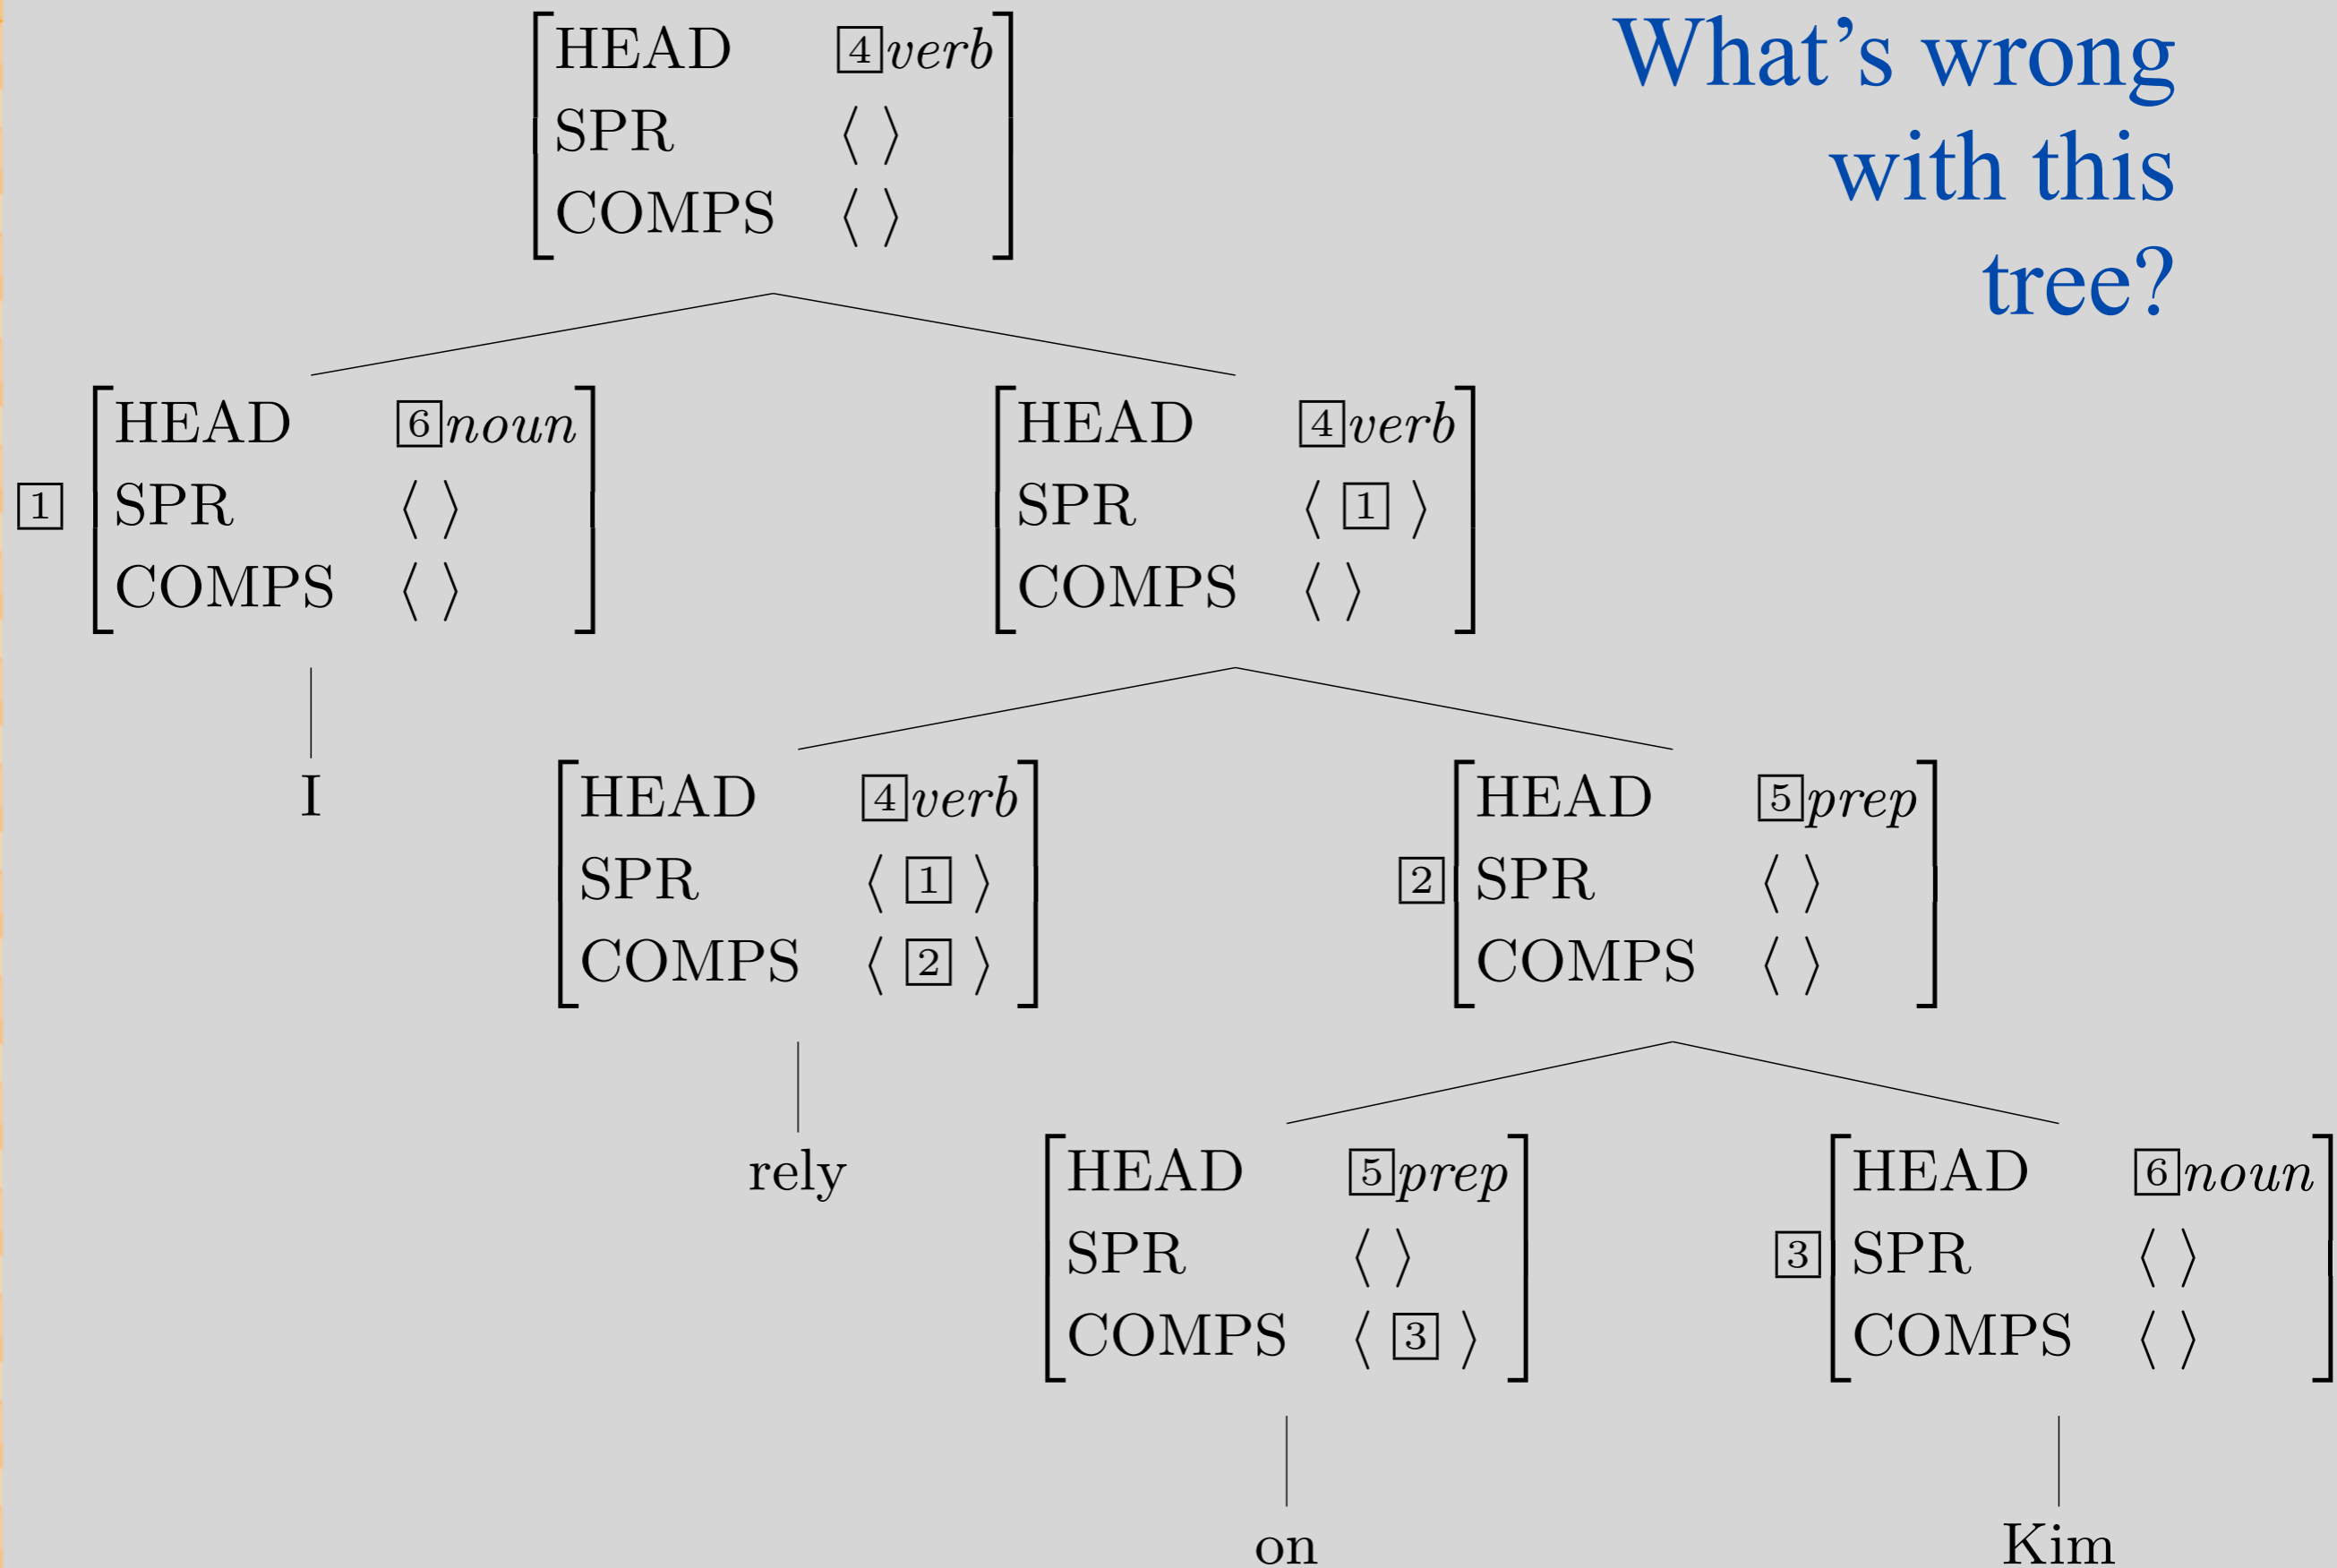 What's wrong
with this
tree?
HEAD 4 verb
SPR ⟨ ⟩
COMPS ⟨ ⟩
1
HEAD 6 noun
SPR ⟨ ⟩
COMPS ⟨ ⟩
HEAD 4 verb
SPR ⟨ 1 ⟩
COMPS ⟨ ⟩
I
HEAD 4 verb
SPR ⟨ 1 ⟩
COMPS ⟨ 2 ⟩
2
HEAD 5 prep
SPR ⟨ ⟩
COMPS ⟨ ⟩
rely
HEAD 5 prep
SPR ⟨ ⟩
COMPS ⟨ 3 ⟩
3
HEAD 6 noun
SPR ⟨ ⟩
COMPS ⟨ ⟩
on
Kim